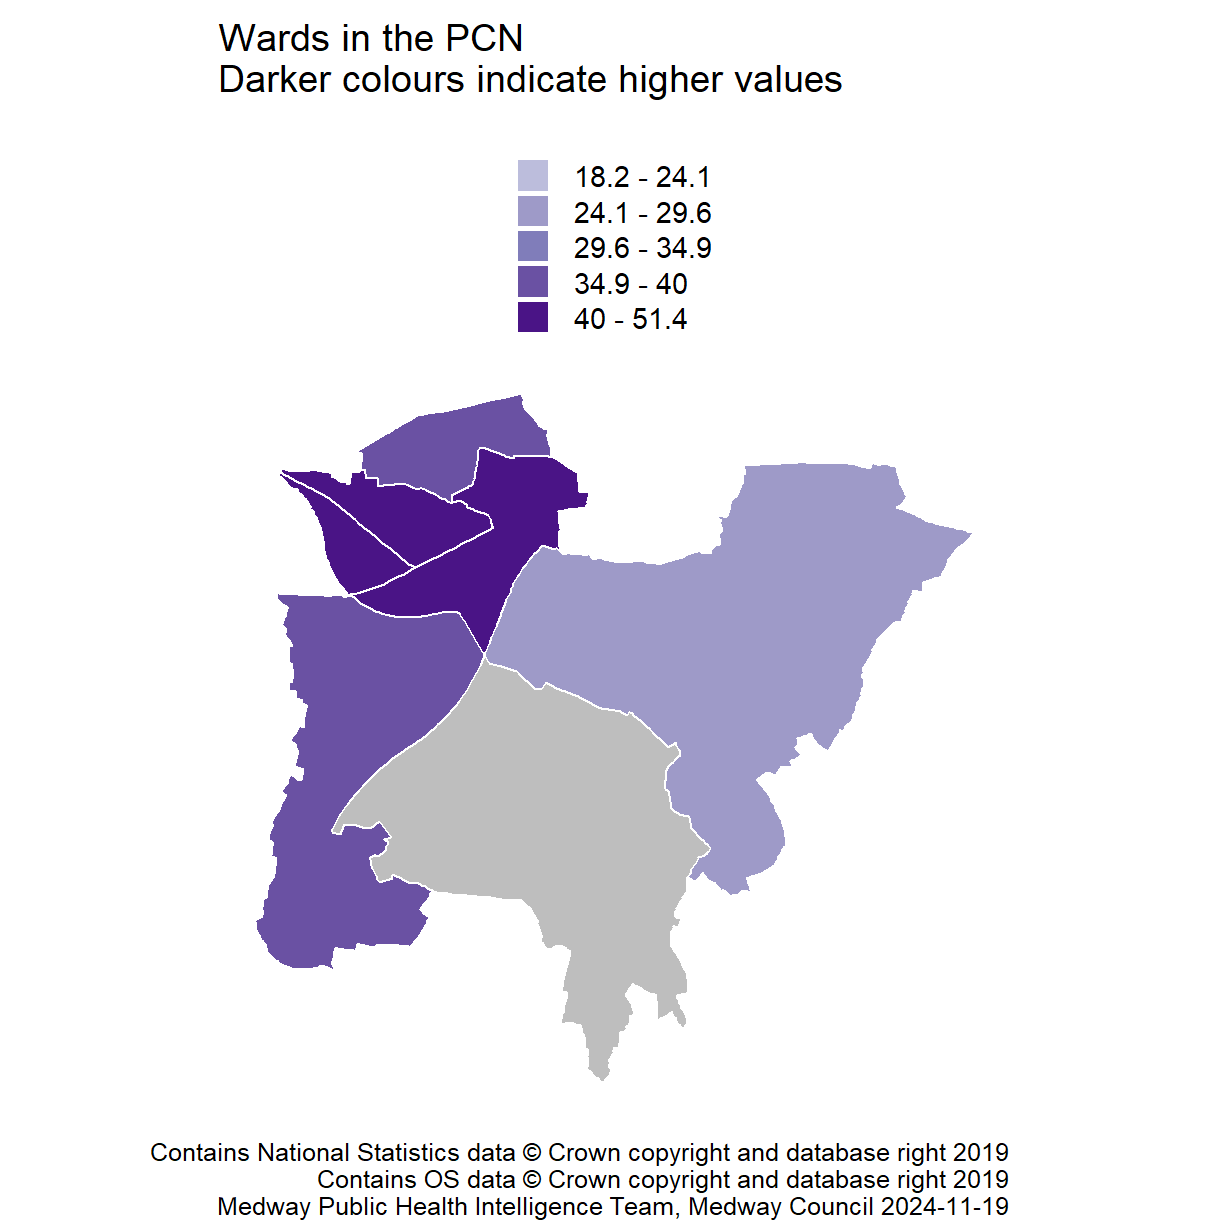 Wards in the PCN
Darker colours indicate higher values
18.2 - 24.1
24.1 - 29.6
29.6 - 34.9
34.9 - 40
40 - 51.4
Contains National Statistics data © Crown copyright and database right 2019
Contains OS data © Crown copyright and database right 2019
Medway Public Health Intelligence Team, Medway Council 2024-11-19